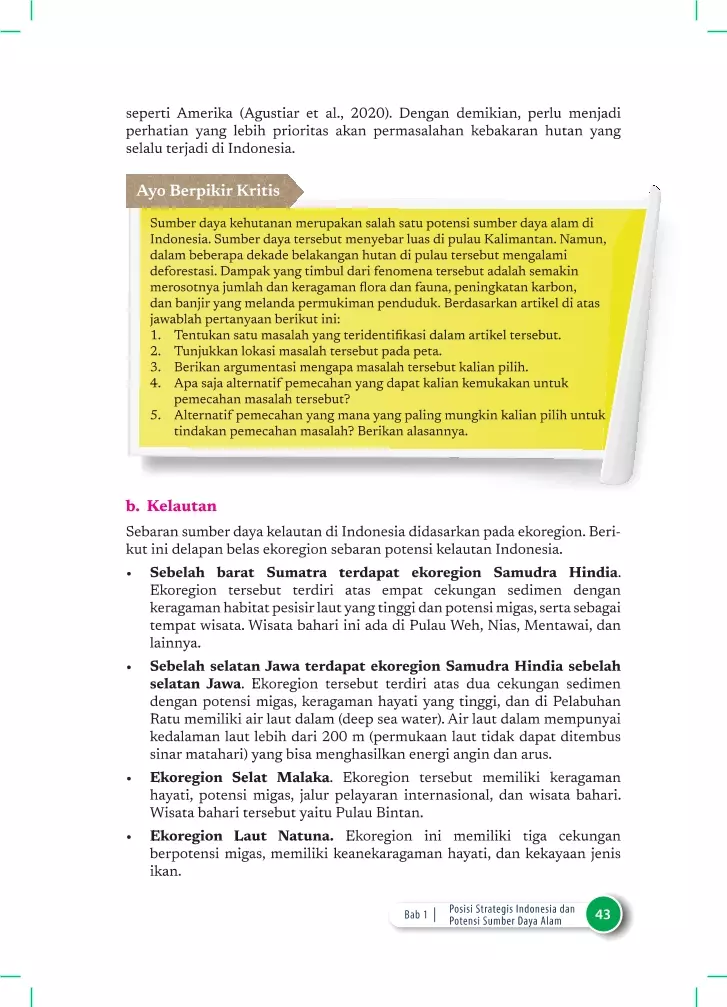 seperti Amerika (Agustiar et al., 2020). Dengan demikian, perlu menjadi
perhatian yang lebih prioritas akan permasalahan kebakaran hutan yang
selalu terjadi di Indonesia.
Ayo Berpikir Kritis
Sumber daya kehutanan merupakan salah satu potensi sumber daya alam di
Indonesia. Sumber daya tersebut menyebar luas di pulau Kalimantan. Namun,
dalam beberapa dekade belakangan hutan di pulau tersebut mengalami
deforestasi. Dampak yang timbul dari fenomena tersebut adalah semakin
merosotnya jumlah dan keragaman flora dan fauna, peningkatan karbon,
dan banjir yang melanda permukiman penduduk. Berdasarkan artikel di atas
jawablah pertanyaan berikut ini:
1. Tentukan satu masalah yang teridentifikasi dalam artikel tersebut.
2. Tunjukkan lokasi masalah tersebut pada peta.
3. Berikan argumentasi mengapa masalah tersebut kalian pilih.
4. Apa saja alternatif pemecahan yang dapat kalian kemukakan untuk
pemecahan masalah tersebut?
5. Alternatif pemecahan yang mana yang paling mungkin kalian pilih untuk
tindakan pemecahan masalah? Berikan alasannya.
b. Kelautan
Sebaran sumber daya kelautan di Indonesia didasarkan pada ekoregion. Beri-
kut ini delapan belas ekoregion sebaran potensi kelautan Indonesia.
• Sebelah barat Sumatra terdapat ekoregion Samudra Hindia.
Ekoregion tersebut terdiri atas empat cekungan sedimen dengan
keragaman habitat pesisir laut yang tinggi dan potensi migas, serta sebagai
tempat wisata. Wisata bahari ini ada di Pulau Weh, Nias, Mentawai, dan
lainnya.
• Sebelah selatan Jawa terdapat ekoregion Samudra Hindia sebelah
selatan Jawa. Ekoregion tersebut terdiri atas dua cekungan sedimen
dengan potensi migas, keragaman hayati yang tinggi, dan di Pelabuhan
Ratu memiliki air laut dalam (deep sea water). Air laut dalam mempunyai
kedalaman laut lebih dari 200 m (permukaan laut tidak dapat ditembus
sinar matahari) yang bisa menghasilkan energi angin dan arus.
• Ekoregion Selat Malaka. Ekoregion tersebut memiliki keragaman
hayati, potensi migas, jalur pelayaran internasional, dan wisata bahari.
Wisata bahari tersebut yaitu Pulau Bintan.
• Ekoregion Laut Natuna. Ekoregion ini memiliki tiga cekungan
berpotensi migas, memiliki keanekaragaman hayati, dan kekayaan jenis
ikan.
Bab 1 | Posisi Strategis Indonesia dan
Potensi Sumber Daya Alam
43